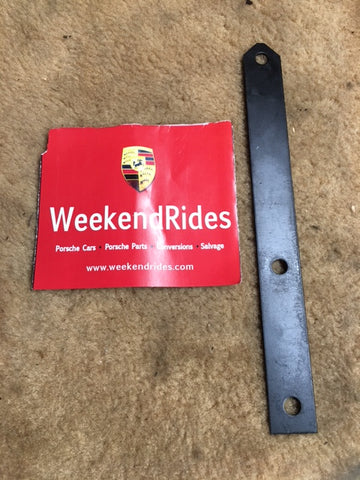 WeekendRides
Porsche Cars • Porsche Parts • Conversions • Salvage
www.weekendrides.com